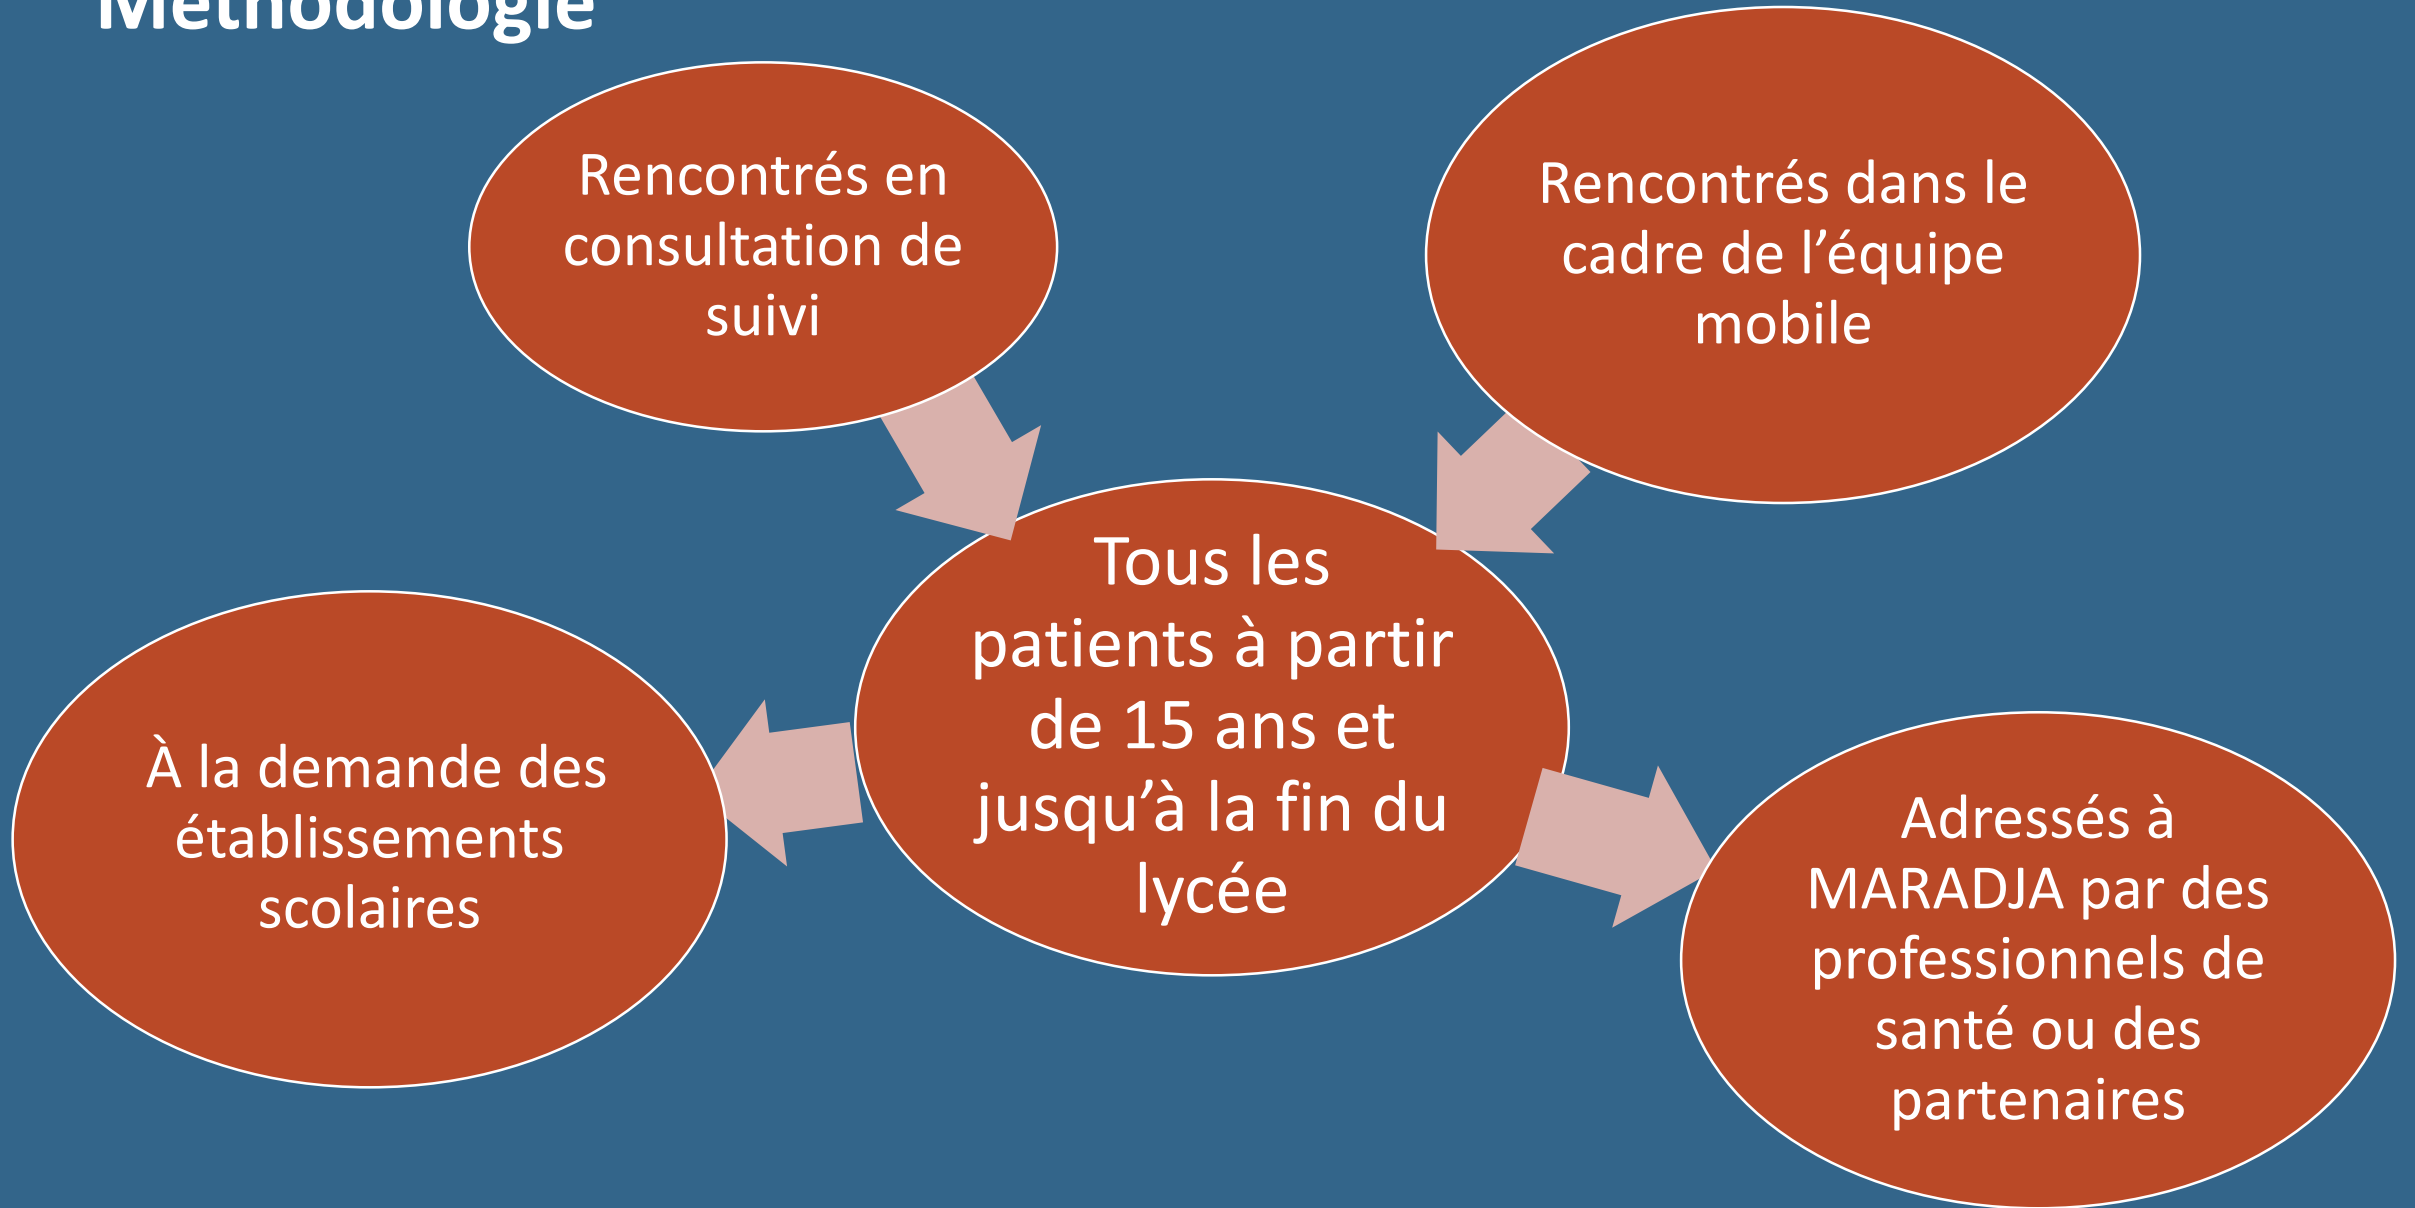 Méthodologie
Rencontrés en
consultation de
suivi
Rencontrés dans le
cadre de l’équipe
mobile
Tous les
patients à partir
de 15 ans et
jusqu’à la fin du
lycée
À la demande des
établissements
scolaires
Adressés à
MARADJA par des
professionnels de
santé ou des
partenaires